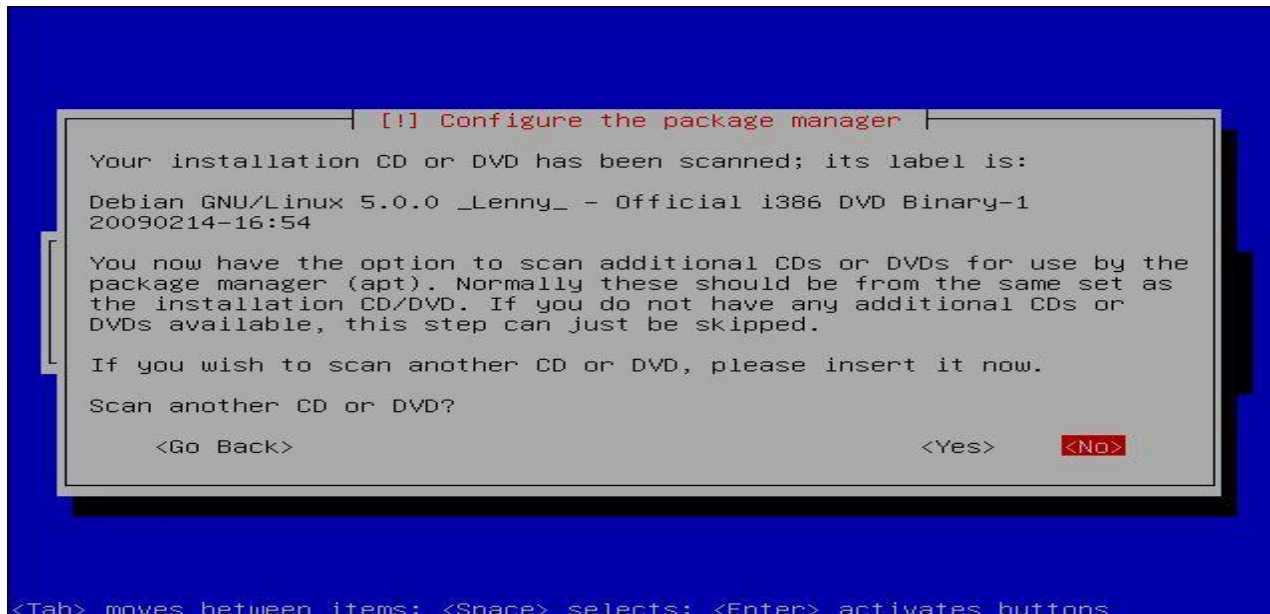 [!] Configure the package manager
Your installation CD or DVD has been scanned; its label is:
Debian GNU/Linux 5.0.0 _Lenny_ - Official i386 DVD Binary-1
20090214-16:54
You now have the option to scan additional CDs or DVDs for use by the
package manager (apt). Normally these should be from the same set as
the installation CD/DVD. If you do not have any additional CDs or
DVDs available, this step can just be skipped.
If you wish to scan another CD or DVD, please insert it now.
Scan another CD or DVD?
<Go Back> <Yes> <No>
<Tab> moves between items; <Space> selects; <Enter> activates buttons